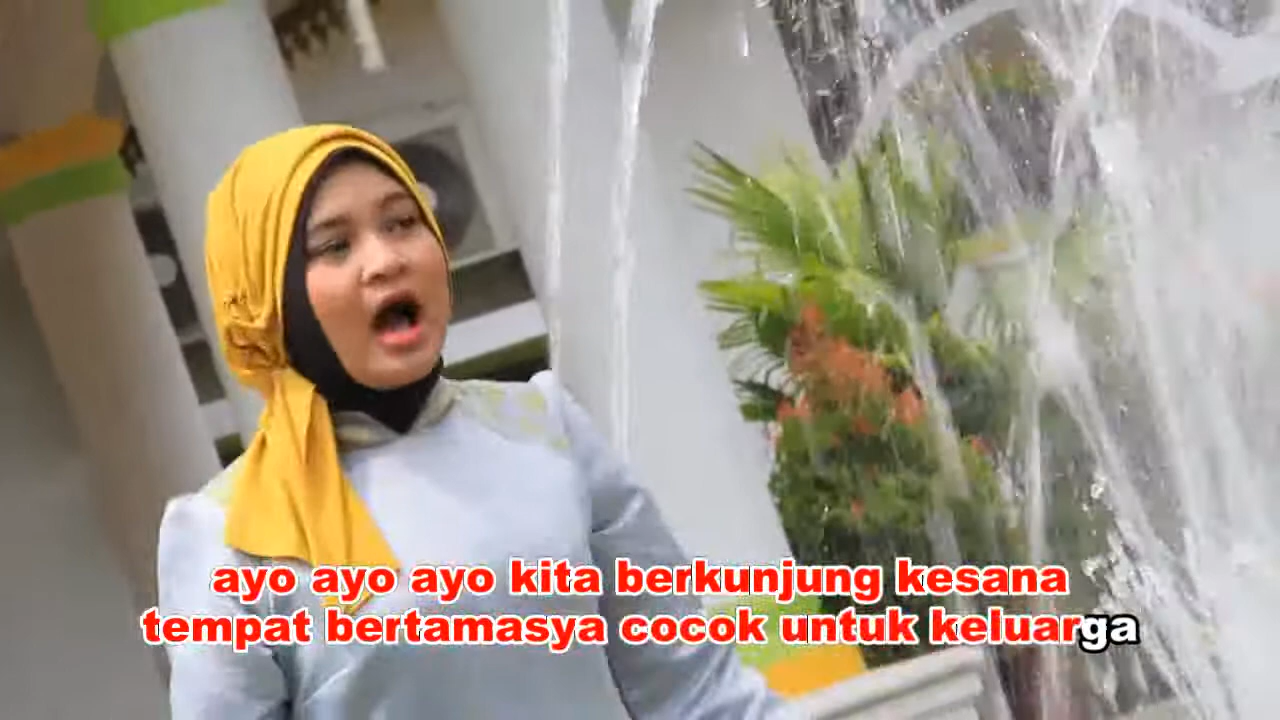 ayo ayo ayo kita berkunjung kesana
tempat bertamasya cocok untuk keluarga